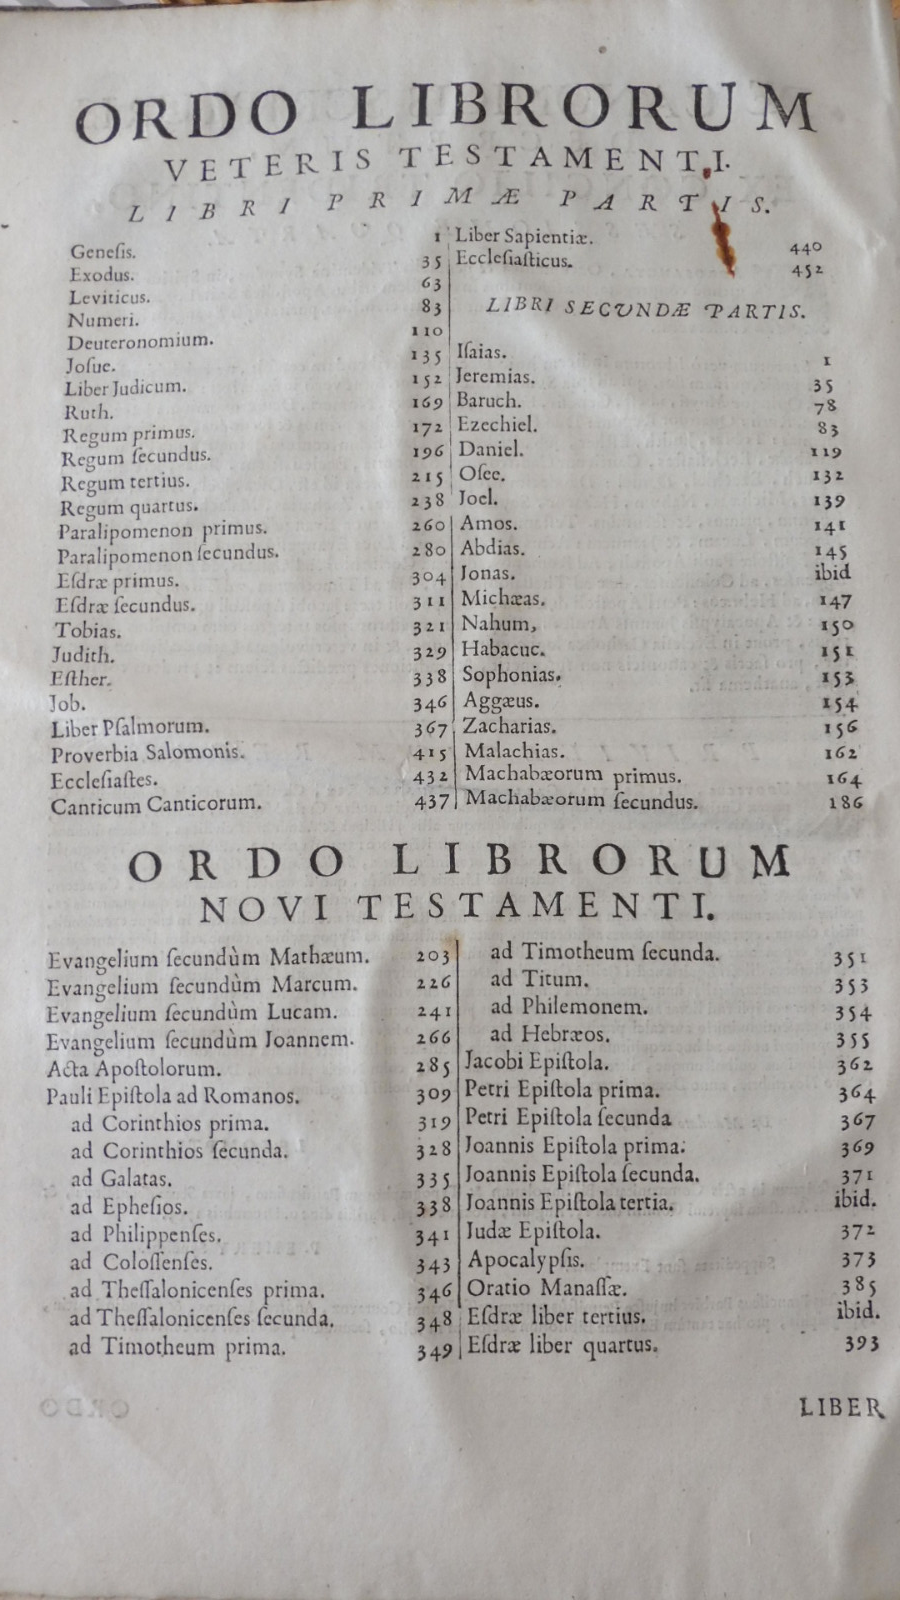 ORDO LIBRORUM
VETERIS TESTAMENTI.
LIBRI PRIMÆ PARTIS.
Geneſis. 1
Exodus. 35
Leviticus. 63
Numeri. 83
Deuteronomium. 110
Joſue. 135
Liber Judicum. 152
Ruth. 169
Regum primus. 172
Regum ſecundus. 196
Regum tertius. 215
Regum quartus. 238
Paralipomenon primus. 260
Paralipomenon ſecundus. 280
Eſdræ primus. 304
Eſdræ ſecundus. 311
Tobias. 321
Judith. 329
Eſther. 338
Job. 346
Liber Pſalmorum. 367
Proverbia Salomonis. 415
Eccleſiaſtes. 432
Canticum Canticorum. 437
Liber Sapientiæ. 440
Eccleſiaſticus. 452
LIBRI SECUNDÆ PARTIS.
Iſaias. 1
Jeremias. 35
Baruch. 78
Ezechiel. 83
Daniel. 119
Oſee. 132
Joel. 139
Amos. 141
Abdias. 145
Jonas. ibid
Michæas. 147
Nahum, 150
Habacuc. 151
Sophonias. 153
Aggæus. 154
Zacharias. 156
Malachias. 162
Machabæorum primus. 164
Machabæorum ſecundus. 186
ORDO LIBRORUM
NOVI TESTAMENTI.
Evangelium ſecundùm Mathæum. 203
Evangelium ſecundùm Marcum. 226
Evangelium ſecundùm Lucam. 241
Evangelium ſecundùm Joannem. 266
Acta Apoſtolorum. 285
Pauli Epiſtola ad Romanos. 309
ad Corinthios prima. 319
ad Corinthios ſecunda. 328
ad Galatas. 335
ad Epheſios. 338
ad Philippenſes. 341
ad Coloſſenſes. 343
ad Theſſalonicenſes prima. 346
ad Theſſalonicenſes ſecunda. 348
ad Timotheum prima. 349
ad Timotheum ſecunda. 351
ad Titum. 353
ad Philemonem. 354
ad Hebræos. 355
Jacobi Epiſtola. 362
Petri Epiſtola prima. 364
Petri Epiſtola ſecunda 367
Joannis Epiſtola prima. 369
Joannis Epiſtola ſecunda. 371
Joannis Epiſtola tertia. ibid.
Judæ Epiſtola. 372
Apocalypſis. 373
Oratio Manaſſæ. 385
Eſdræ liber tertius. ibid.
Eſdræ liber quartus. 393
LIBER